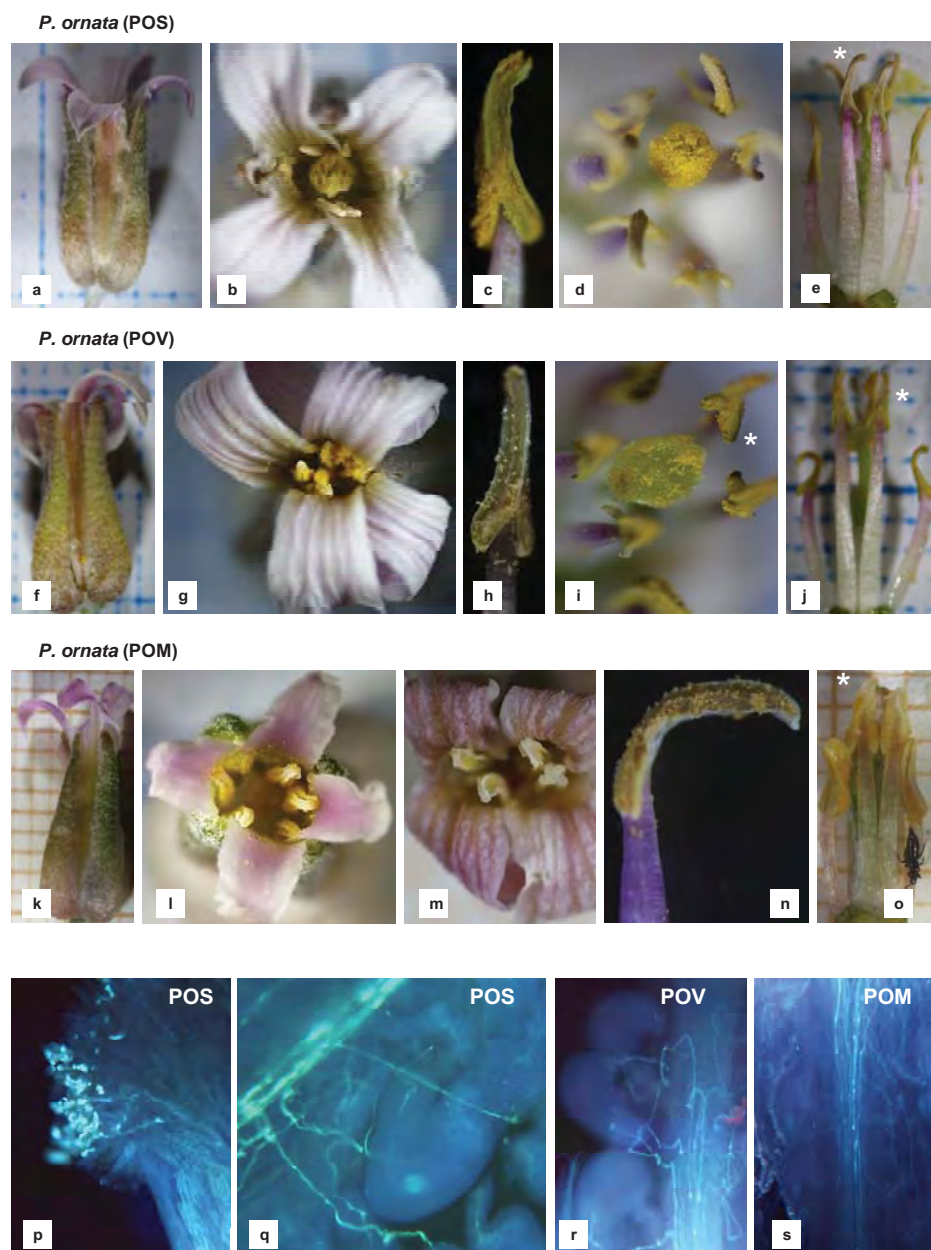 P. ornata (POS)
*
a b c d e
P. ornata (POV)
*
*
f g h i j
P. ornata (POM)
*
k l m n o
POS POS POV POM
p q r s